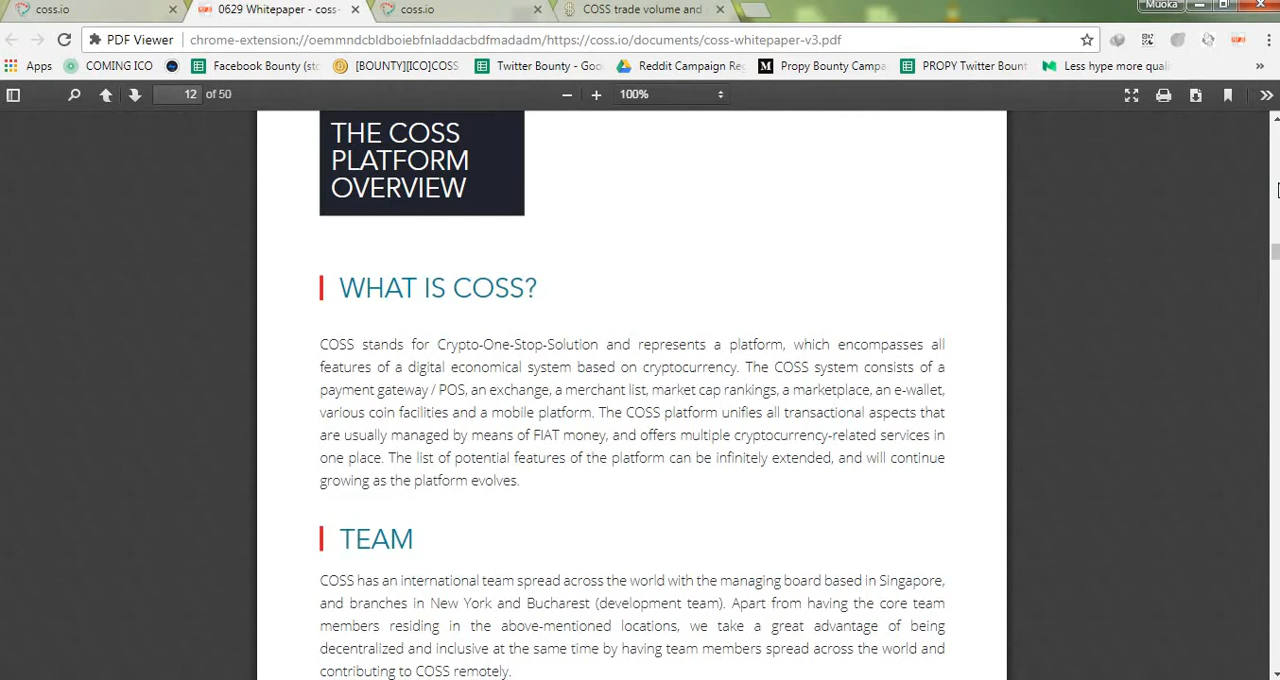 coss.io
0629 Whitepaper - coss-
coss.io
COSS trade volume and
Muoka
PDF Viewer
chrome-extension://oemmndcbldboiebfnladdacbdfmadadm/https://coss.io/documents/coss-whitepaper-v3.pdf
Apps
COMING ICO
Facebook Bounty (sto
[BOUNTY][ICO]COSS
Twitter Bounty - Goo
Reddit Campaign Reg
Propy Bounty Campa
PROPY Twitter Bount
Less hype more quali
12 of 50
100%
THE COSS
PLATFORM
OVERVIEW
WHAT IS COSS?
COSS stands for Crypto-One-Stop-Solution and represents a platform, which encompasses all
features of a digital economical system based on cryptocurrency. The COSS system consists of a
payment gateway / POS, an exchange, a merchant list, market cap rankings, a marketplace, an e-wallet,
various coin facilities and a mobile platform. The COSS platform unifies all transactional aspects that
are usually managed by means of FIAT money, and offers multiple cryptocurrency-related services in
one place. The list of potential features of the platform can be infinitely extended, and will continue
growing as the platform evolves.
TEAM
COSS has an international team spread across the world with the managing board based in Singapore,
and branches in New York and Bucharest (development team). Apart from having the core team
members residing in the above-mentioned locations, we take a great advantage of being
decentralized and inclusive at the same time by having team members spread across the world and
contributing to COSS remotely.